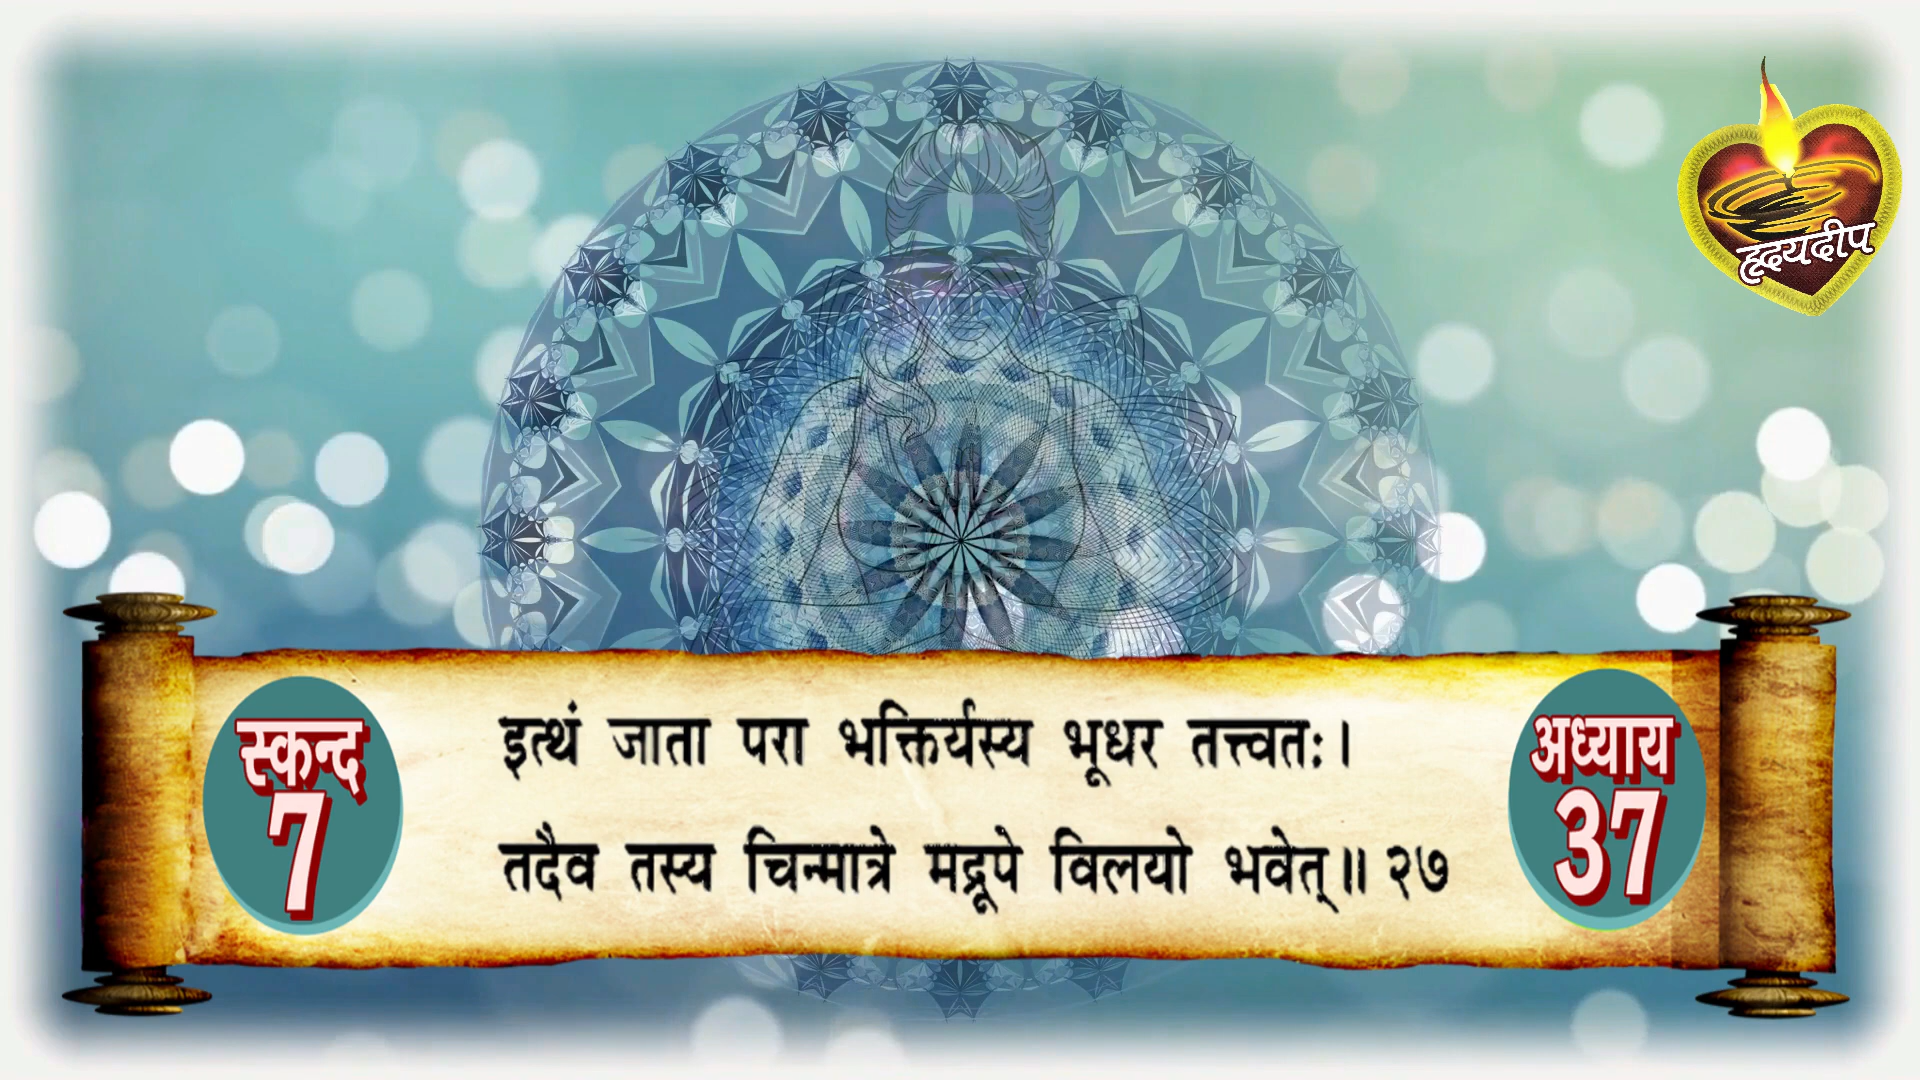 हृदयदीप
स्कन्द
7
इत्थं जाता परा भक्तिर्यस्य भूधर तत्त्वतः।
तदैव तस्य चिन्मात्रे मद्रूपे विलयो भवेत्॥ २७
अध्याय
37